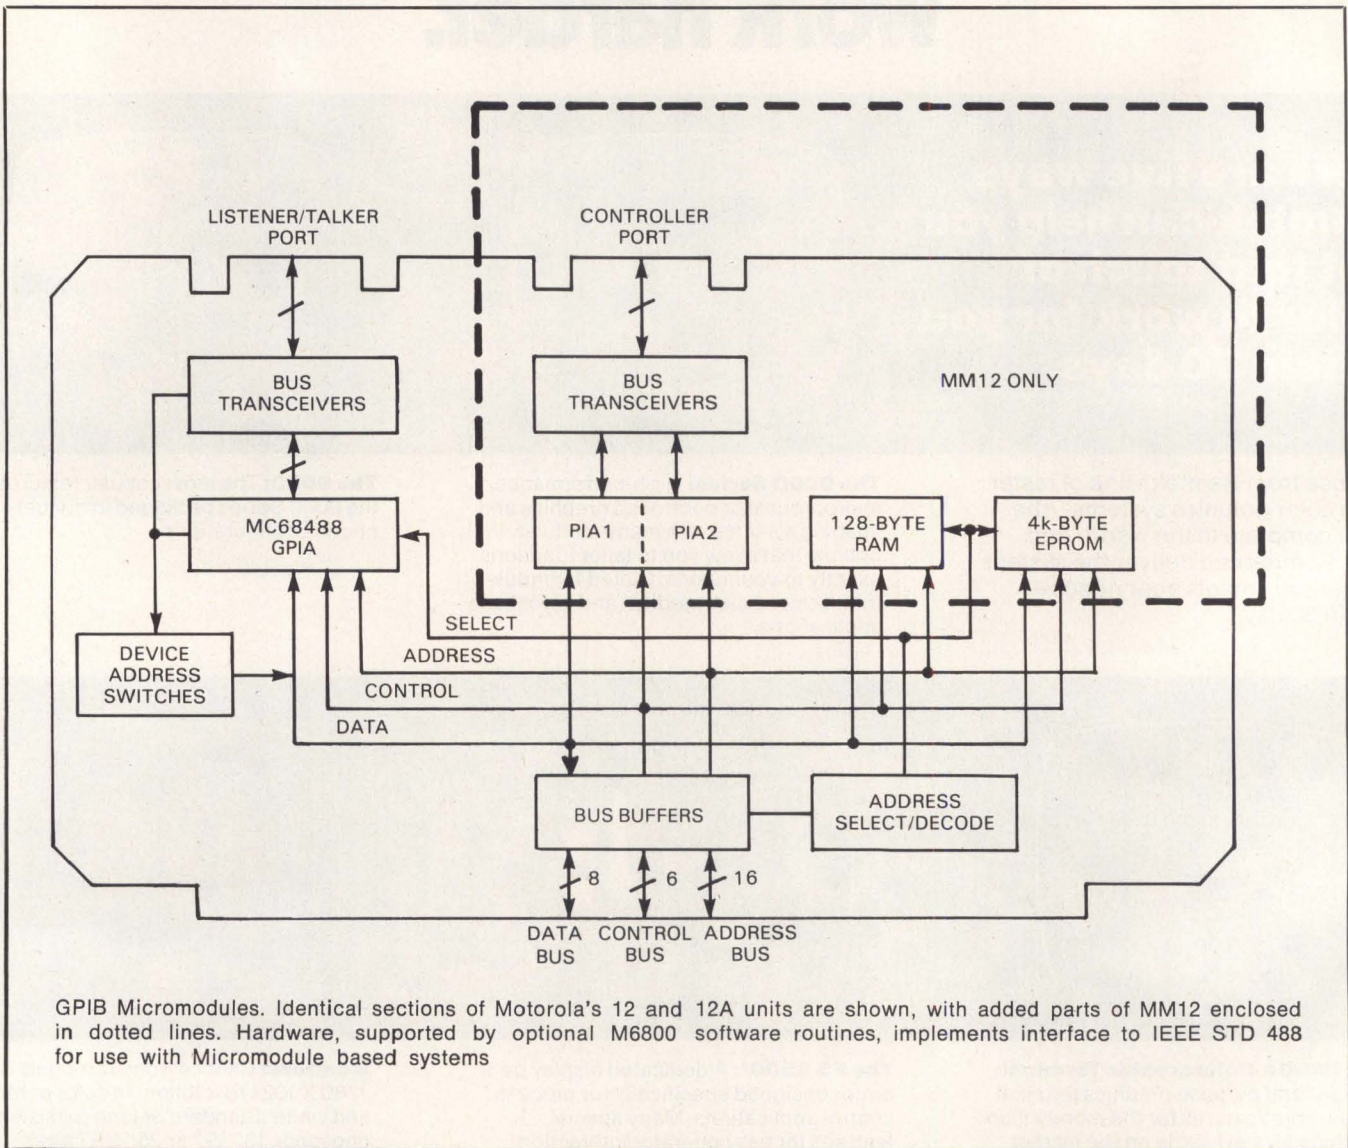 LISTENER/TALKER
PORT
CONTROLLER
PORT
BUS
TRANSCEIVERS
BUS
TRANSCEIVERS
MM12 ONLY
MC68488
GPIA
PIA1
PIA2
128-BYTE
RAM
4k-BYTE
EPROM
SELECT
DEVICE
ADDRESS
SWITCHES
ADDRESS
CONTROL
DATA
BUS BUFFERS
ADDRESS
SELECT/DECODE
8
6
16
DATA
BUS
CONTROL
BUS
ADDRESS
BUS
GPIB Micromodules. Identical sections of Motorola's 12 and 12A units are shown, with added parts of MM12 enclosed
in dotted lines. Hardware, supported by optional M6800 software routines, implements interface to IEEE STD 488
for use with Micromodule based systems